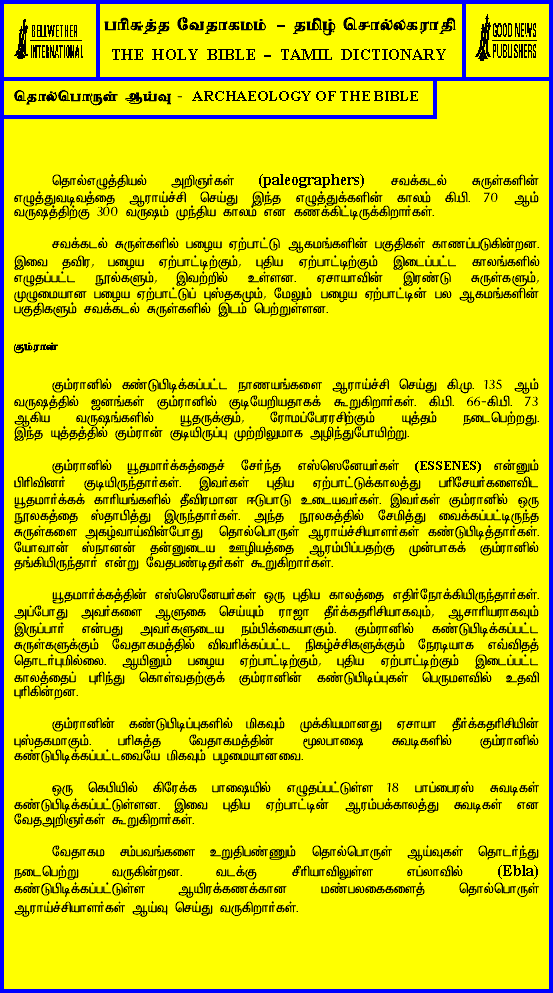 BELLWETHER
INTERNATIONAL
பரிசுத்த வேதாகமம் – தமிழ் சொல்லகராதி
THE HOLY BIBLE – TAMIL DICTIONARY
GOOD NEWS
PUBLISHERS
தொல்பொருள் ஆய்வு - ARCHAEOLOGY OF THE BIBLE
தொல்எழுத்தியல் அறிஞர்கள் (paleographers) சவக்கடல் சுருள்களின்
எழுத்துவடிவத்தை ஆராய்ச்சி செய்து இந்த எழுத்துக்களின் காலம் கி.பி. 70 ஆம்
வருஷத்திற்கு 300 வருஷம் முந்திய காலம் என கணக்கிட்டிருக்கிறார்கள்.
சவக்கடல் சுருள்களில் பழைய ஏற்பாட்டு ஆகமங்களின் பகுதிகள் காணப்படுகின்றன.
இவை தவிர, பழைய ஏற்பாட்டிற்கும், புதிய ஏற்பாட்டிற்கும் இடைப்பட்ட காலங்களில்
எழுதப்பட்ட நூல்களும், இவற்றில் உள்ளன. ஏசாயாவின் இரண்டு சுருள்களும்,
முழுமையான பழைய ஏற்பாட்டுப் புஸ்தகமும், மேலும் பழைய ஏற்பாட்டின் பல ஆகமங்களின்
பகுதிகளும் சவக்கடல் சுருள்களில் இடம் பெற்றுள்ளன.
கும்ரான்
கும்ரானில் கண்டுபிடிக்கப்பட்ட நாணயங்களை ஆராய்ச்சி செய்து கி.மு. 135 ஆம்
வருஷத்தில் ஜனங்கள் கும்ரானில் குடியேறியதாகக் கூறுகிறார்கள். கி.பி. 66-கி.பி. 73
ஆகிய வருஷங்களில் யூதருக்கும், ரோமப்பேரரசிற்கும் யுத்தம் நடைபெற்றது.
இந்த யுத்தத்தில் கும்ரான் குடியிருப்பு முற்றிலுமாக அழிந்துபோயிற்று.
கும்ரானில் யூதமார்க்கத்தைச் சேர்ந்த எஸ்ஸெனேயர்கள் (ESSENES) என்னும்
பிரிவினர் குடியிருந்தார்கள். இவர்கள் புதிய ஏற்பாட்டுக்காலத்து பரிசேயர்களைவிட
யூதமார்க்கக் காரியங்களில் தீவிரமான ஈடுபாடு உடையவர்கள். இவர்கள் கும்ரானில் ஒரு
நூலகத்தை ஸ்தாபித்து இருந்தார்கள். அந்த நூலகத்தில் சேமித்து வைக்கப்பட்டிருந்த
சுருள்களை அகழ்வாய்வின்போது தொல்பொருள் ஆராய்ச்சியாளர்கள் கண்டுபிடித்தார்கள்.
யோவான் ஸ்நானன் தன்னுடைய ஊழியத்தை ஆரம்பிப்பதற்கு முன்பாகக் கும்ரானில்
தங்கியிருந்தார் என்று வேதபண்டிதர்கள் கூறுகிறார்கள்.
யூதமார்க்கத்தின் எஸ்ஸெனேயர்கள் ஒரு புதிய காலத்தை எதிர்நோக்கியிருந்தார்கள்.
அப்போது அவர்களை ஆளுகை செய்யும் ராஜா தீர்க்கதரிசியாகவும், ஆசாரியராகவும்
இருப்பார் என்பது அவர்களுடைய நம்பிக்கையாகும். கும்ரானில் கண்டுபிடிக்கப்பட்ட
சுருள்களுக்கும் வேதாகமத்தில் விவரிக்கப்பட்ட நிகழ்ச்சிகளுக்கும் நேரடியாக எவ்விதத்
தொடர்புமில்லை. ஆயினும் பழைய ஏற்பாட்டிற்கும், புதிய ஏற்பாட்டிற்கும் இடைப்பட்ட
காலத்தைப் புரிந்து கொள்வதற்குக் கும்ரானின் கண்டுபிடிப்புகள் பெருமளவில் உதவி
புரிகின்றன.
கும்ரானின் கண்டுபிடிப்புகளில் மிகவும் முக்கியமானது ஏசாயா தீர்க்கதரிசியின்
புஸ்தகமாகும். பரிசுத்த வேதாகமத்தின் மூலபாஷை சுவடிகளில் கும்ரானில்
கண்டுபிடிக்கப்பட்டவையே மிகவும் பழமையானவை.
ஒரு கெபியில் கிரேக்க பாஷையில் எழுதப்பட்டுள்ள 18 பாப்பைரஸ் சுவடிகள்
கண்டுபிடிக்கப்பட்டுள்ளன. இவை புதிய ஏற்பாட்டின் ஆரம்பக்காலத்து சுவடிகள் என
வேதஅறிஞர்கள் கூறுகிறார்கள்.
வேதாகம சம்பவங்களை உறுதிபண்ணும் தொல்பொருள் ஆய்வுகள் தொடர்ந்து
நடைபெற்று வருகின்றன. வடக்கு சீரியாவிலுள்ள எப்லாவில் (Ebla)
கண்டுபிடிக்கப்பட்டுள்ள ஆயிரக்கணக்கான மண்பலகைகளைத் தொல்பொருள்
ஆராய்ச்சியாளர்கள் ஆய்வு செய்து வருகிறார்கள்.